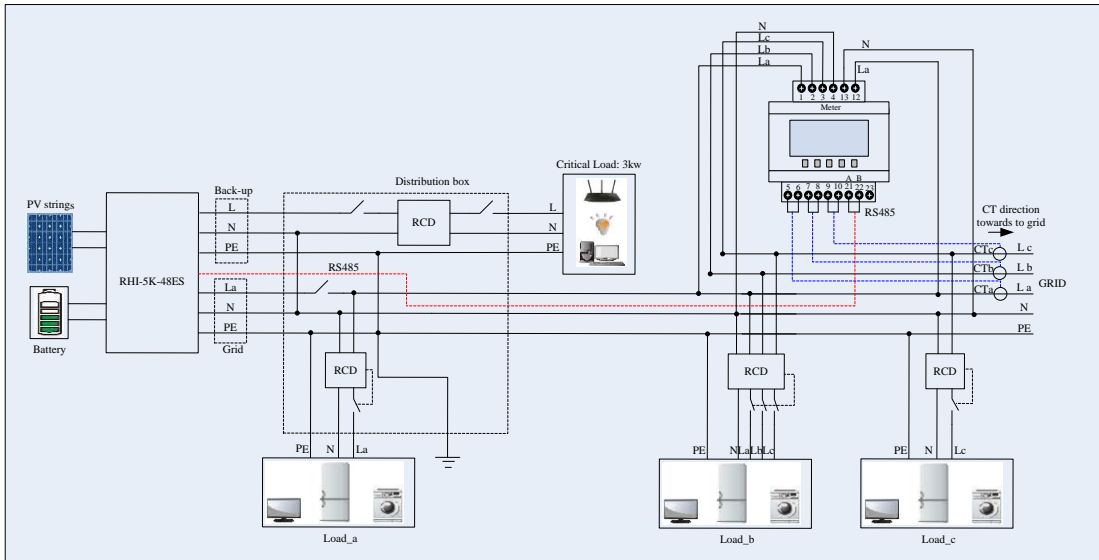 N
Lc
Lb
La
N
La
1 2 3 4 13 12
Meter
A B
5 6 7 8 9 10 21 22 23
RS485
Critical Load: 3kw
Distribution box
Back-up
PV strings
L
N
PE
L
N
PE
RCD
CT direction
towards to grid
CTc
L c
CTb
L b
CTa
L a
GRID
RHI-5K-48ES
RS485
La
N
PE
N
PE
Battery
Grid
RCD
RCD
RCD
PE N La
PE N La Lb Lc
PE N Lc
Load_a
Load_b
Load_c